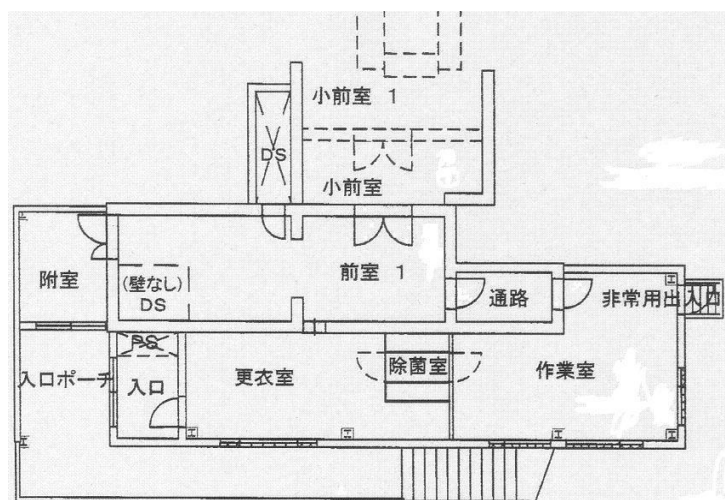 小前室 1
DS
小前室
前室 1
附室
(壁なし)
DS
通路
非常用出入口
PS
入口ポーチ
入口
更衣室
除菌室
作業室